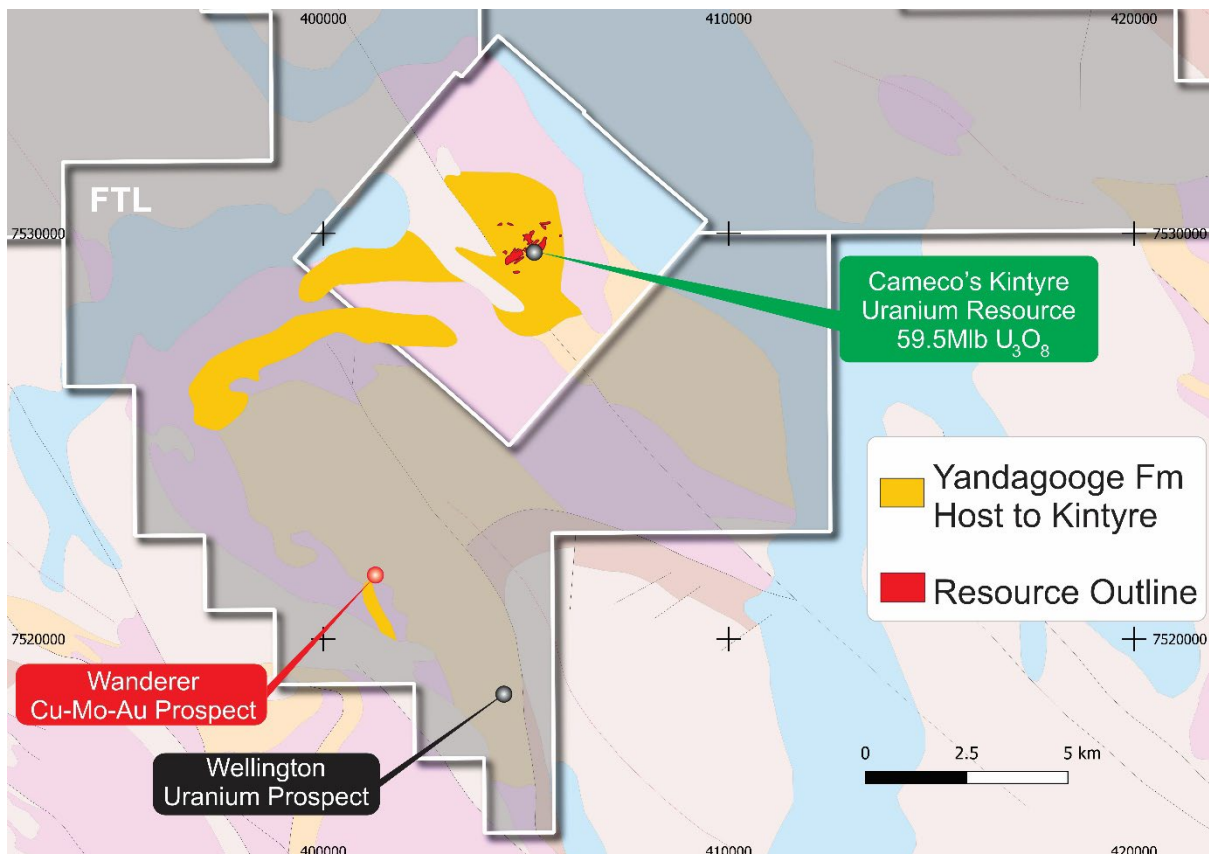 400000
410000
420000
FTL
7530000
7530000
Cameco's Kintyre
Uranium Resource
59.5Mlb U₃O₈
Yandagooge Fm
Host to Kintyre
Resource Outline
7520000
7520000
Wanderer
Cu-Mo-Au Prospect
Wellington
Uranium Prospect
0 2.5 5 km
400000
410000
420000